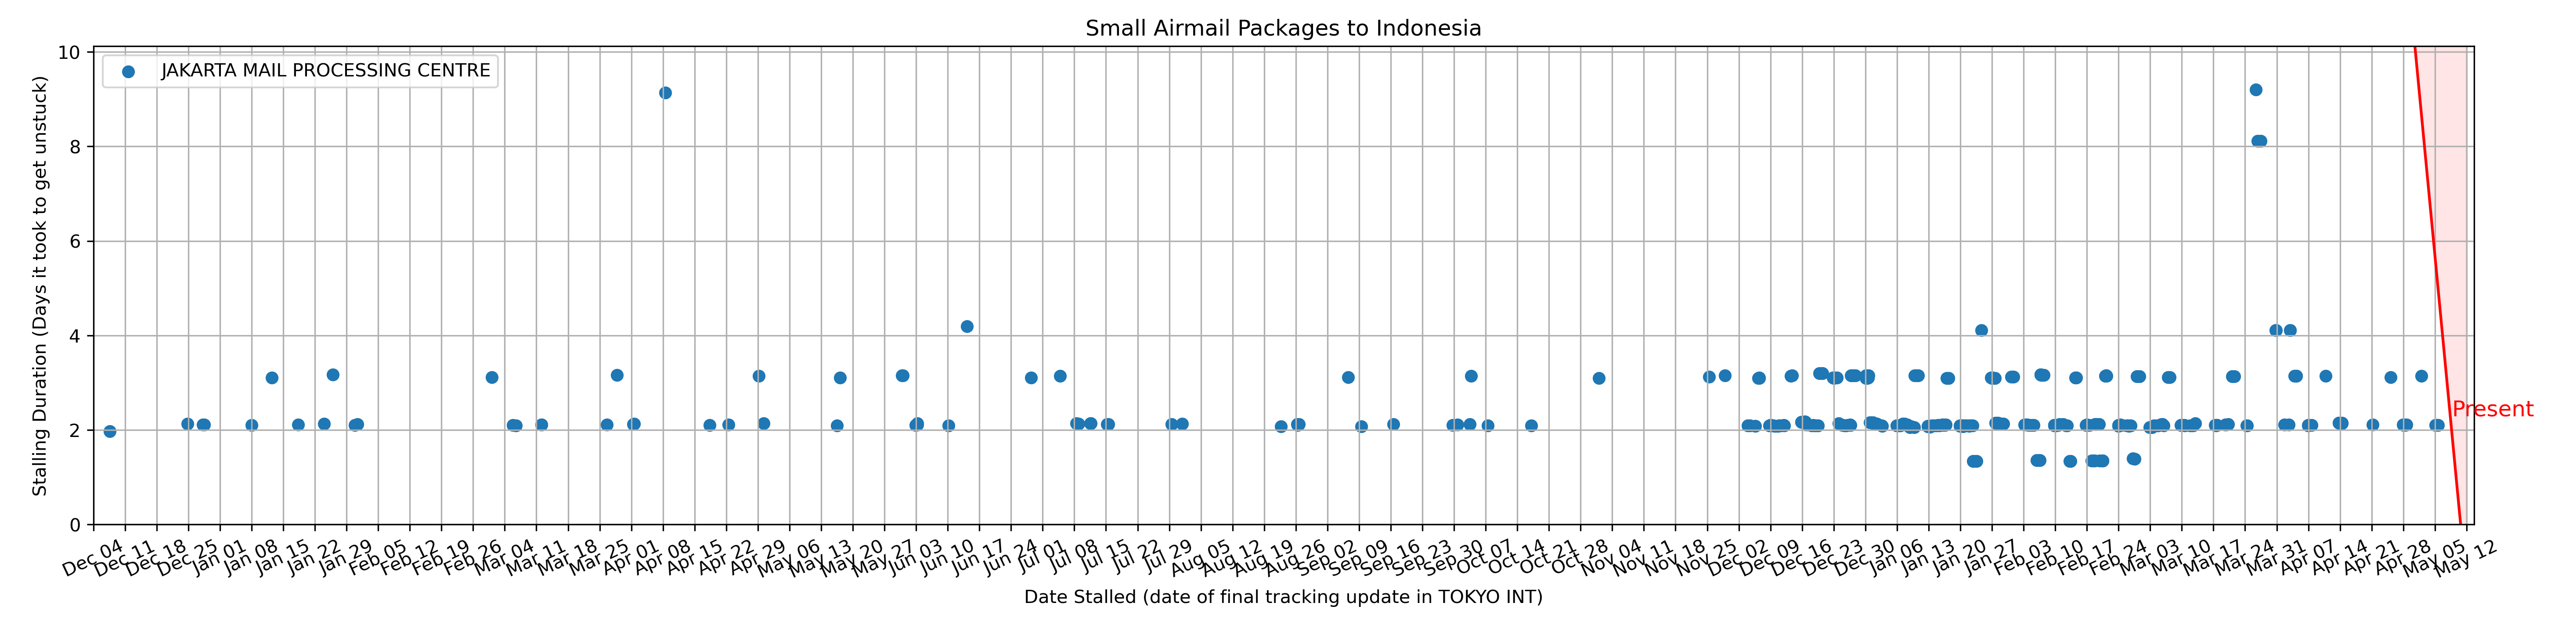 Small Airmail Packages to Indonesia
JAKARTA MAIL PROCESSING CENTRE
Stalling Duration (Days it took to get unstuck)
10
8
6
4
2
0
Present
Dec 04
Dec 11
Dec 18
Dec 25
Jan 01
Jan 08
Jan 15
Jan 22
Jan 29
Feb 05
Feb 12
Feb 19
Feb 26
Mar 04
Mar 11
Mar 18
Mar 25
Apr 01
Apr 08
Apr 15
Apr 22
Apr 29
May 06
May 13
May 20
May 27
Jun 03
Jun 10
Jun 17
Jun 24
Jul 01
Jul 08
Jul 15
Jul 22
Jul 29
Aug 05
Aug 12
Aug 19
Aug 26
Sep 02
Sep 09
Sep 16
Sep 23
Sep 30
Oct 07
Oct 14
Oct 21
Oct 28
Nov 04
Nov 11
Nov 18
Nov 25
Dec 02
Dec 09
Dec 16
Dec 23
Dec 30
Jan 06
Jan 13
Jan 20
Jan 27
Feb 03
Feb 10
Feb 17
Feb 24
Mar 03
Mar 10
Mar 17
Mar 24
Mar 31
Apr 07
Apr 14
Apr 21
Apr 28
May 05
May 12
Date Stalled (date of final tracking update in TOKYO INT)